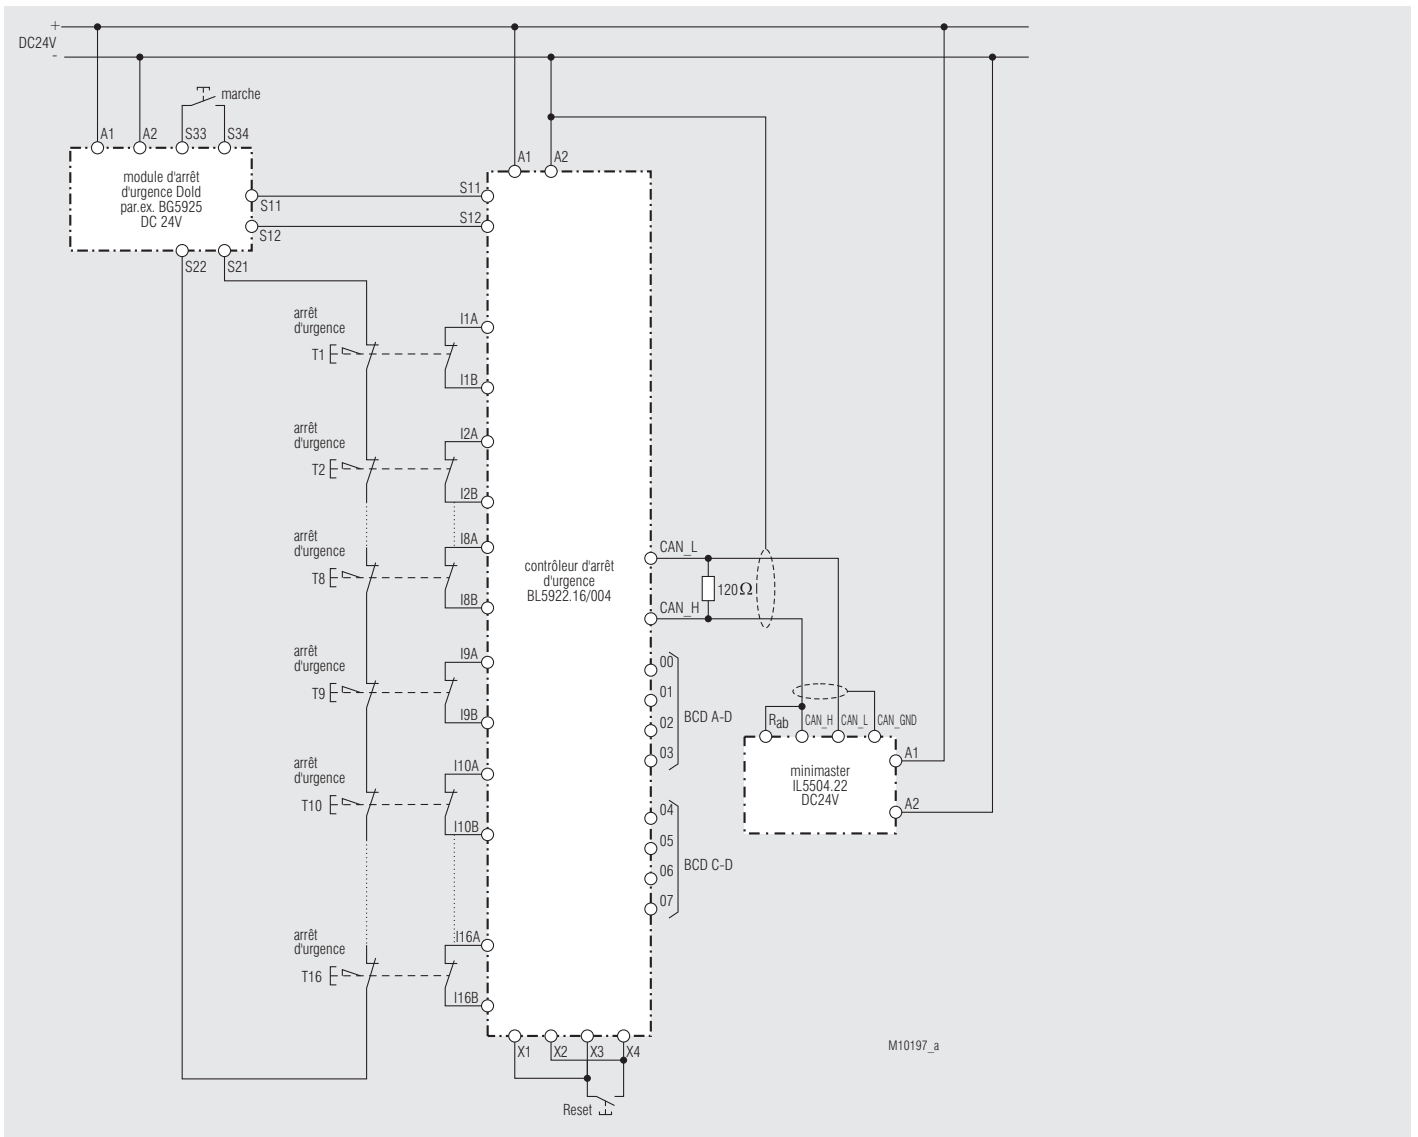 +
DC24V
-
marche
A1 A2 S33 S34
A1 A2
module d'arrêt
d'urgence Dold
par.ex. BG5925
DC 24V
S11 S11
S12 S12
S22 S21
arrêt
d'urgence
T1
I1A
I1B
arrêt
d'urgence
T2
I2A
I2B
arrêt
d'urgence
T8
I8A
I8B
contrôleur d'arrêt
d'urgence
BL5922.16/004
CAN_L
120Ω
CAN_H
arrêt
d'urgence
T9
I9A
I9B
00
01
02
03
BCD A-D
Rab CAN_H CAN_L CAN_GND
minimaster
IL5504.22
DC24V
A1
A2
arrêt
d'urgence
T10
I10A
I10B
04
05
06
07
BCD C-D
arrêt
d'urgence
T16
I16A
I16B
X1 X2 X3 X4
Reset
M10197_a